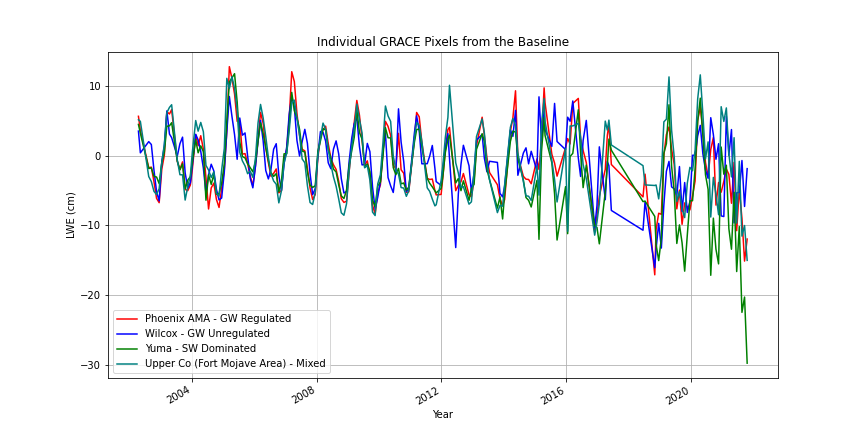 Individual GRACE Pixels from the Baseline
LWE (cm)
10
0
−10
−20
−30
Phoenix AMA - GW Regulated
Wilcox - GW Unregulated
Yuma - SW Dominated
Upper Co (Fort Mojave Area) - Mixed
2004
2008
2012
2016
2020
Year